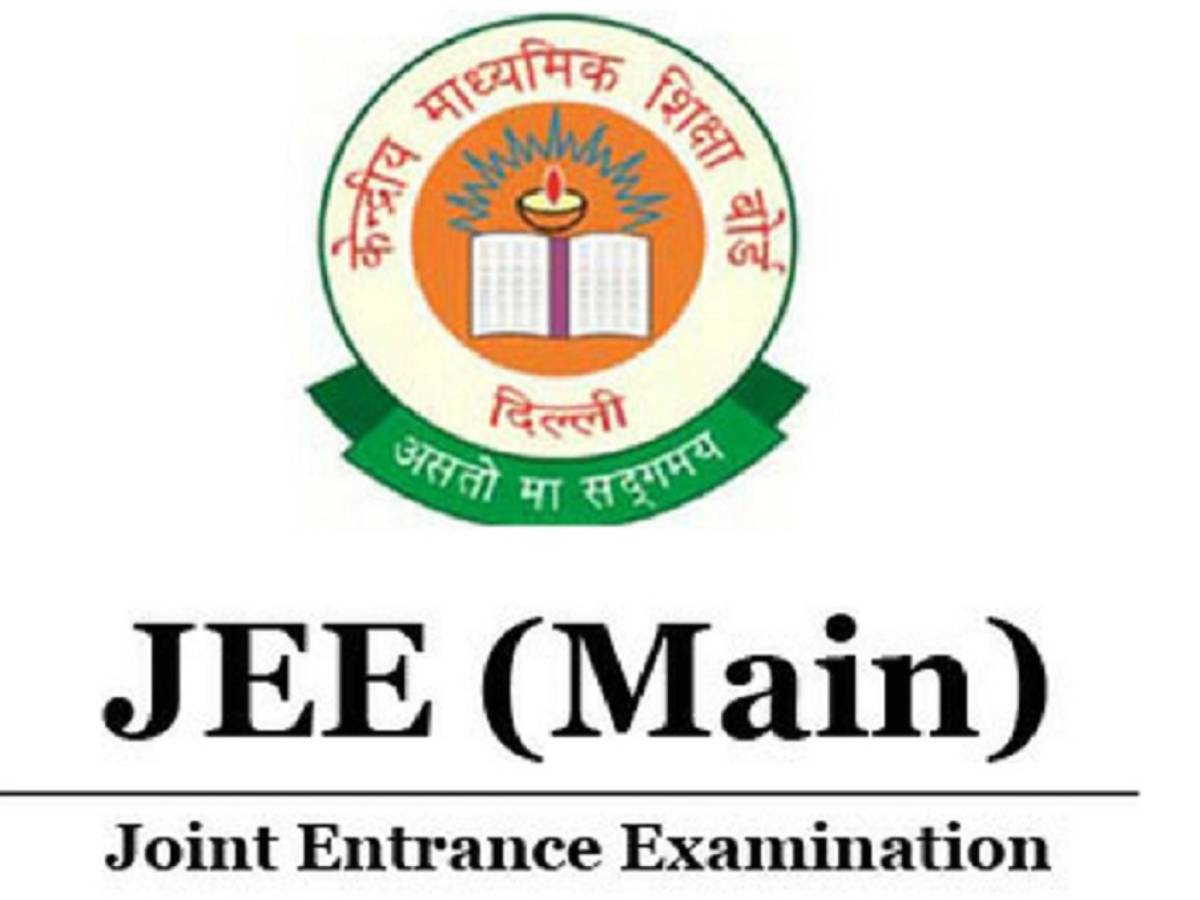 केन्द्रीय माध्यमिक शिक्षा बोर्ड
दिल्ली
असतो मा सद्गमय
JEE (Main)
Joint Entrance Examination